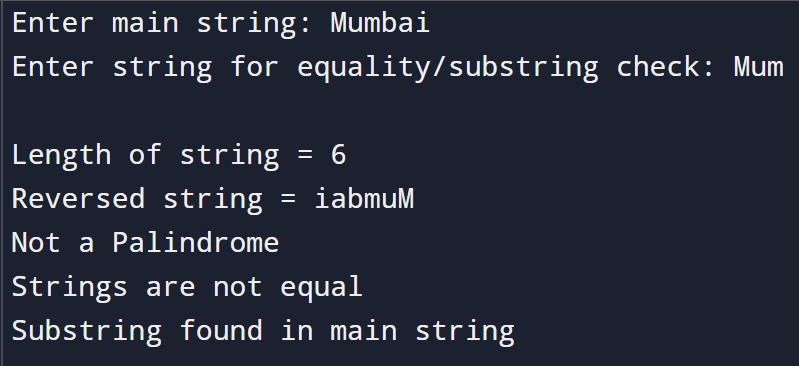 Enter main string: Mumbai
Enter string for equality/substring check: Mum
Length of string = 6
Reversed string = iabmuM
Not a Palindrome
Strings are not equal
Substring found in main string